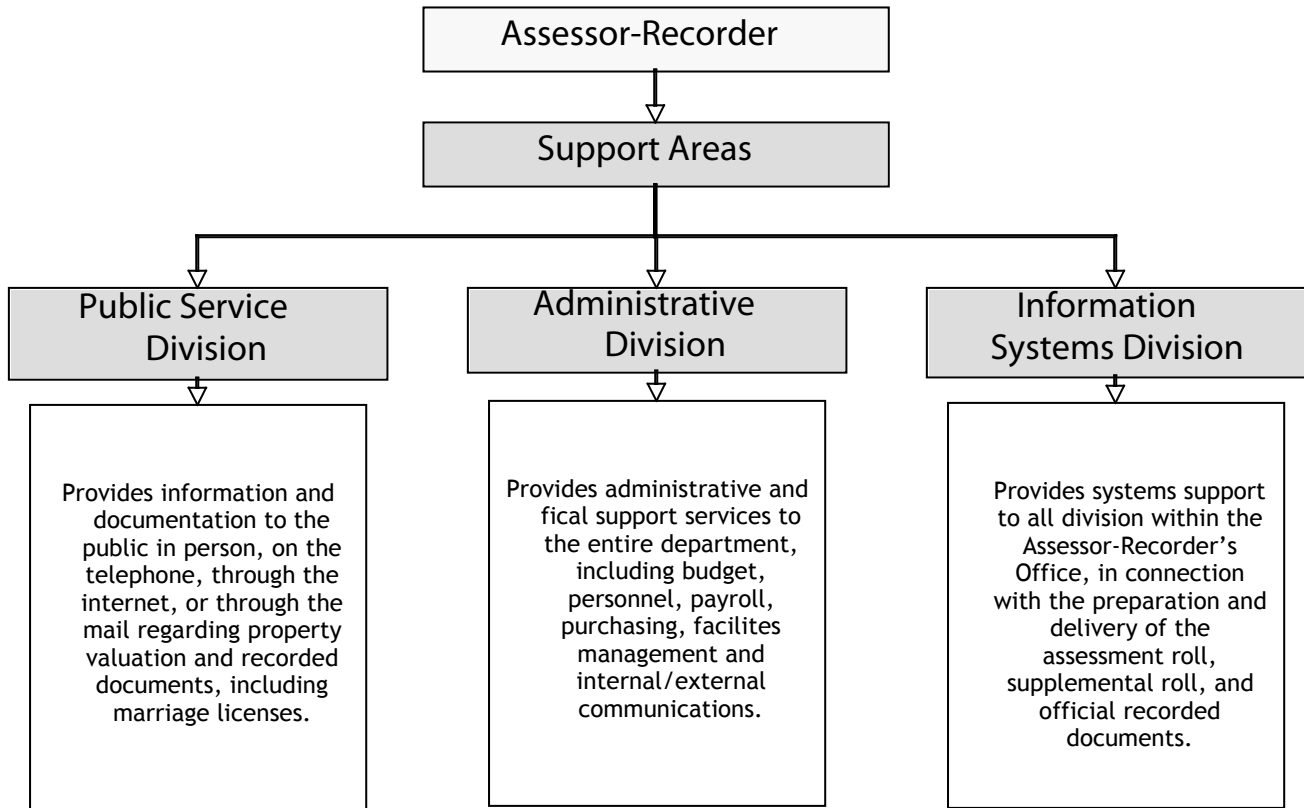 Assessor-Recorder
Support Areas
Public Service
Division
Administrative
Division
Information
Systems Division
Provides information and
documentation to the
public in person, on the
telephone, through the
internet, or through the
mail regarding property
valuation and recorded
documents, including
marriage licenses.
Provides administrative and
fical support services to
the entire department,
including budget,
personnel, payroll,
purchasing, facilites
management and
internal/external
communications.
Provides systems support
to all division within the
Assessor-Recorder’s
Office, in connection
with the preparation and
delivery of the
assessment roll,
supplemental roll, and
official recorded
documents.